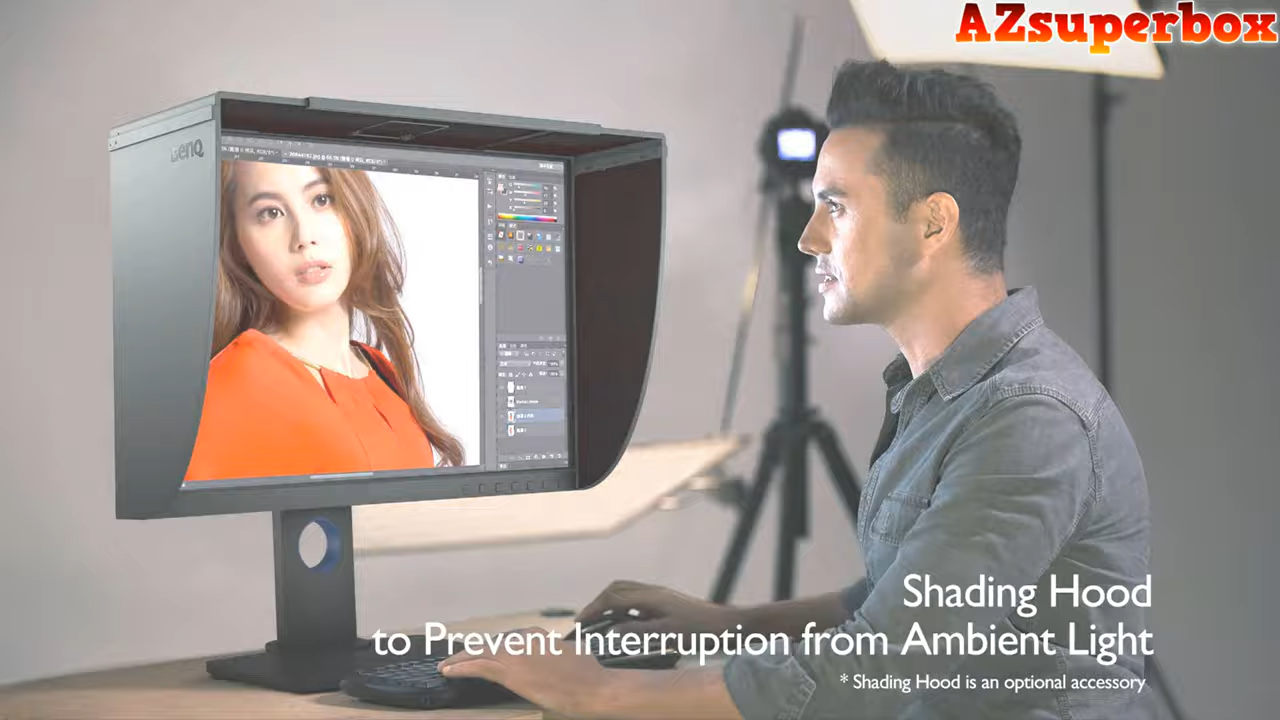 AZsuperbox
BenQ
Shading Hood
to Prevent Interruption from Ambient Light
* Shading Hood is an optional accessory